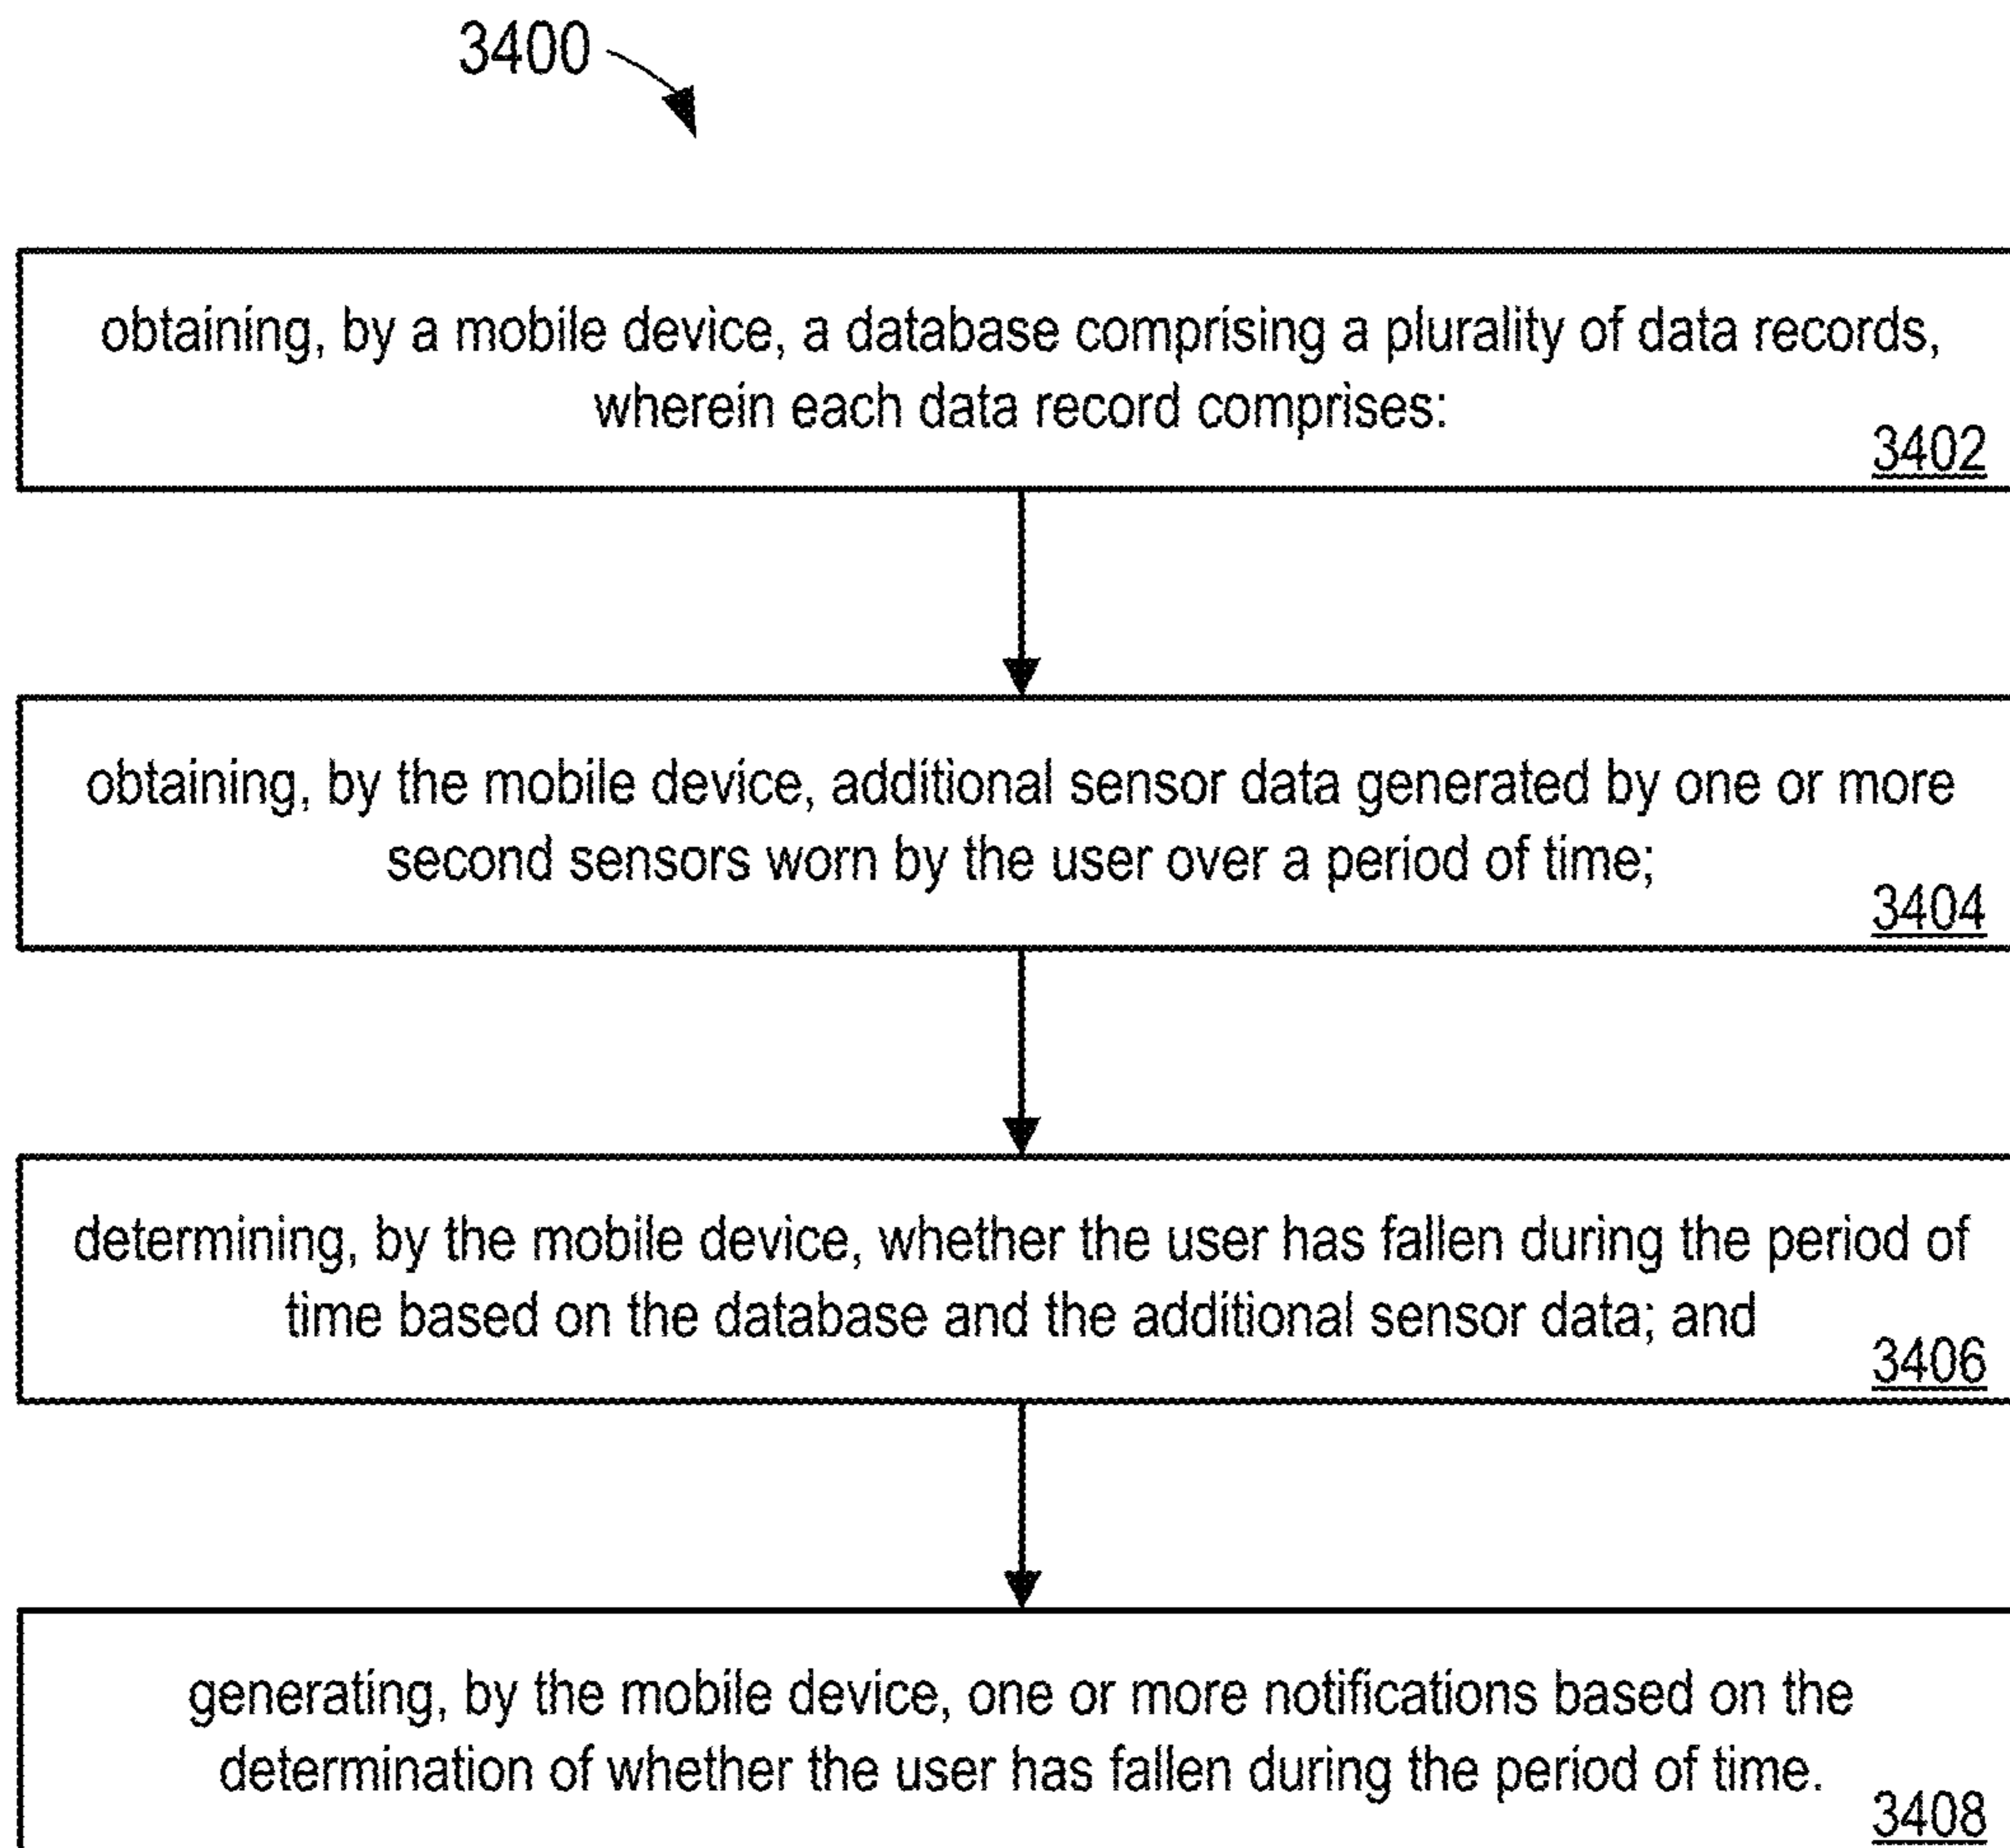 3400
obtaining, by a mobile device, a database comprising a plurality of data records,
wherein each data record comprises:
3402
obtaining, by the mobile device, additional sensor data generated by one or more
second sensors worn by the user over a period of time;
3404
determining, by the mobile device, whether the user has fallen during the period of
time based on the database and the additional sensor data; and
3406
generating, by the mobile device, one or more notifications based on the
determination of whether the user has fallen during the period of time.
3408